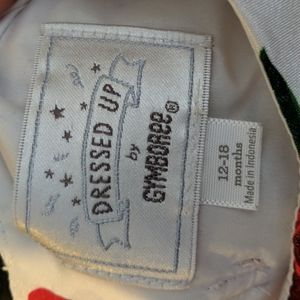 DRESSED UP
by
GYMBOREE®
12-18
months
Made in Indonesia